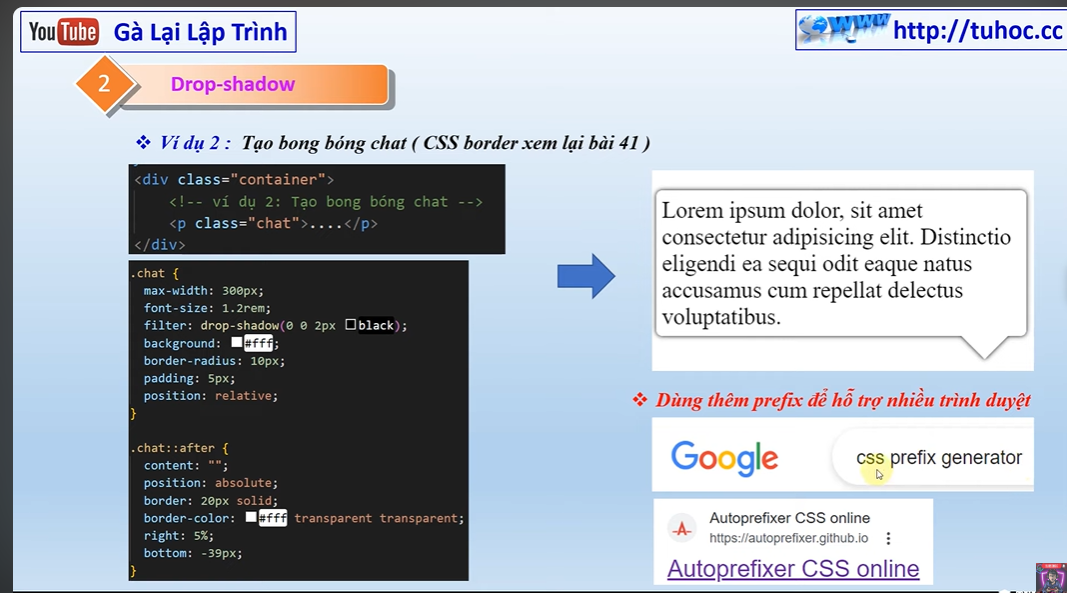 YouTube Gà Lại Lập Trình
WWW http://tuhoc.cc
2 Drop-shadow
❖ Ví dụ 2 : Tạo bong bóng chat ( CSS border xem lại bài 41 )
<div class="container">
<!-- ví dụ 2: Tạo bong bóng chat -->
<p class="chat">....</p>
</div>
.chat {
max-width: 300px;
font-size: 1.2rem;
filter: drop-shadow(0 0 2px black);
background: #fff;
border-radius: 10px;
padding: 5px;
position: relative;
}
.chat::after {
content: "";
position: absolute;
border: 20px solid;
border-color: #fff transparent transparent;
right: 5%;
bottom: -39px;
}
Lorem ipsum dolor, sit amet
consectetur adipisicing elit. Distinctio
eligendi ea sequi odit eaque natus
accusamus cum repellat delectus
voluptatibus.
❖ Dùng thêm prefix để hỗ trợ nhiều trình duyệt
Google css prefix generator
Autoprefixer CSS online
https://autoprefixer.github.io
Autoprefixer CSS online